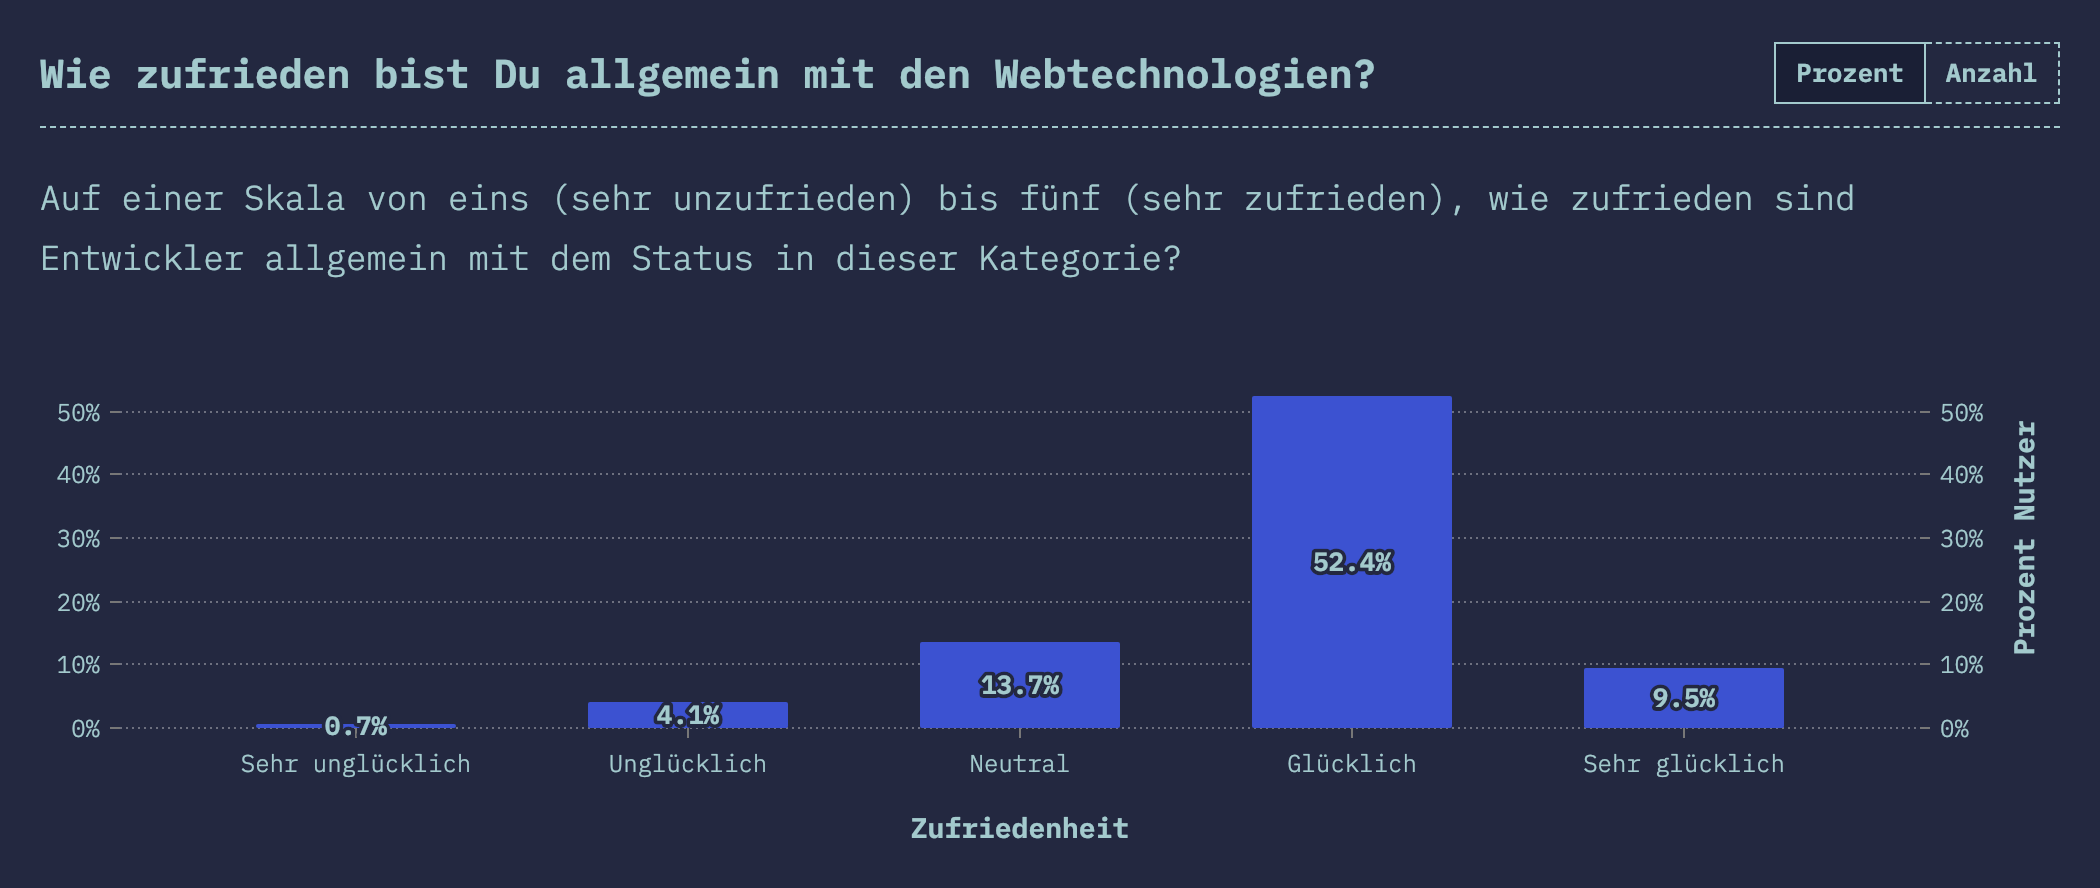 Wie zufrieden bist Du allgemein mit den Webtechnologien?
Prozent
Anzahl
Auf einer Skala von eins (sehr unzufrieden) bis fünf (sehr zufrieden), wie zufrieden sind
Entwickler allgemein mit dem Status in dieser Kategorie?
50%
40%
30%
20%
10%
0%
0.7%
4.1%
13.7%
52.4%
9.5%
50%
40%
30%
20%
10%
0%
Prozent Nutzer
Sehr unglücklich
Unglücklich
Neutral
Glücklich
Sehr glücklich
Zufriedenheit